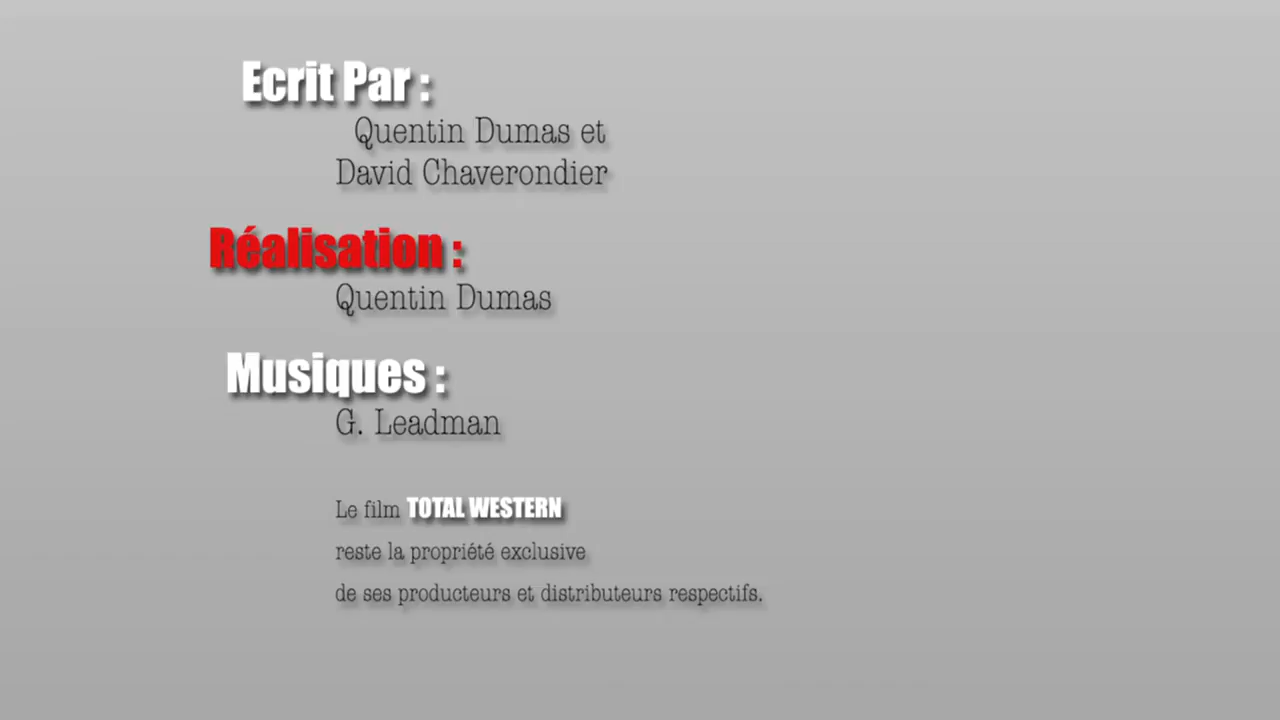 Ecrit Par :
Quentin Dumas et
David Chaverondier
Réalisation :
Quentin Dumas
Musiques :
G. Leadman
Le film TOTAL WESTERN
reste la propriété exclusive
de ses producteurs et distributeurs respectifs.